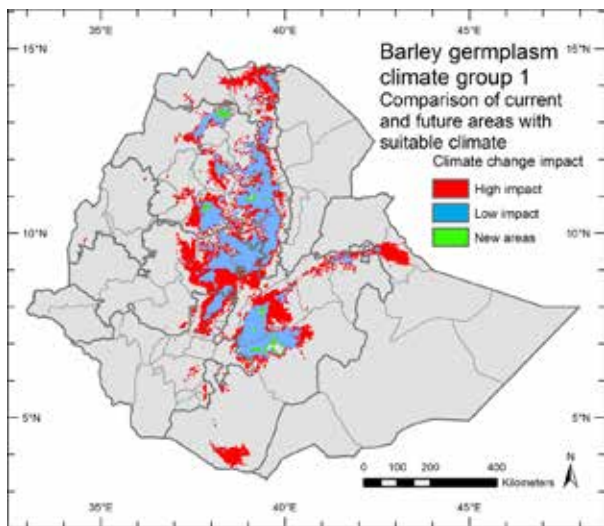 35°E 40°E 45°E
15°N 15°N
Barley germplasm
climate group 1
Comparison of current
and future areas with
suitable climate
Climate change impact
High impact
Low impact
New areas
10°N 10°N
5°N 5°N
N
0 100 200 400
Kilometers
35°E 40°E 45°E